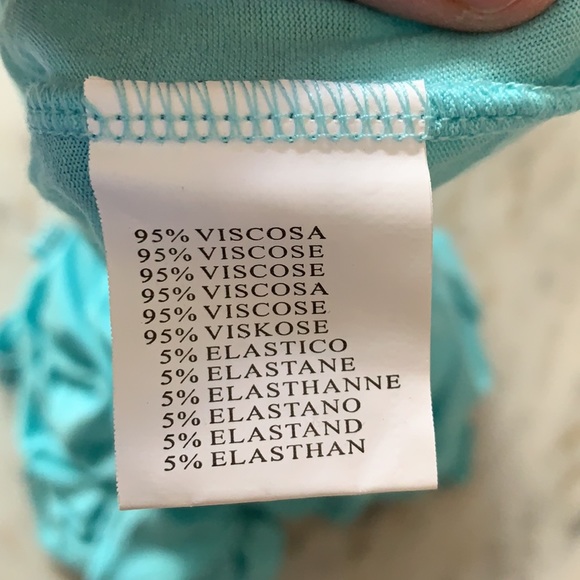 95% VISCOSA
95% VISCOSE
95% VISCOSE
95% VISCOSA
95% VISCOSE
95% VISKOSE
5% ELASTICO
5% ELASTANE
5% ELASTHANNE
5% ELASTANO
5% ELASTAND
5% ELASTHAN